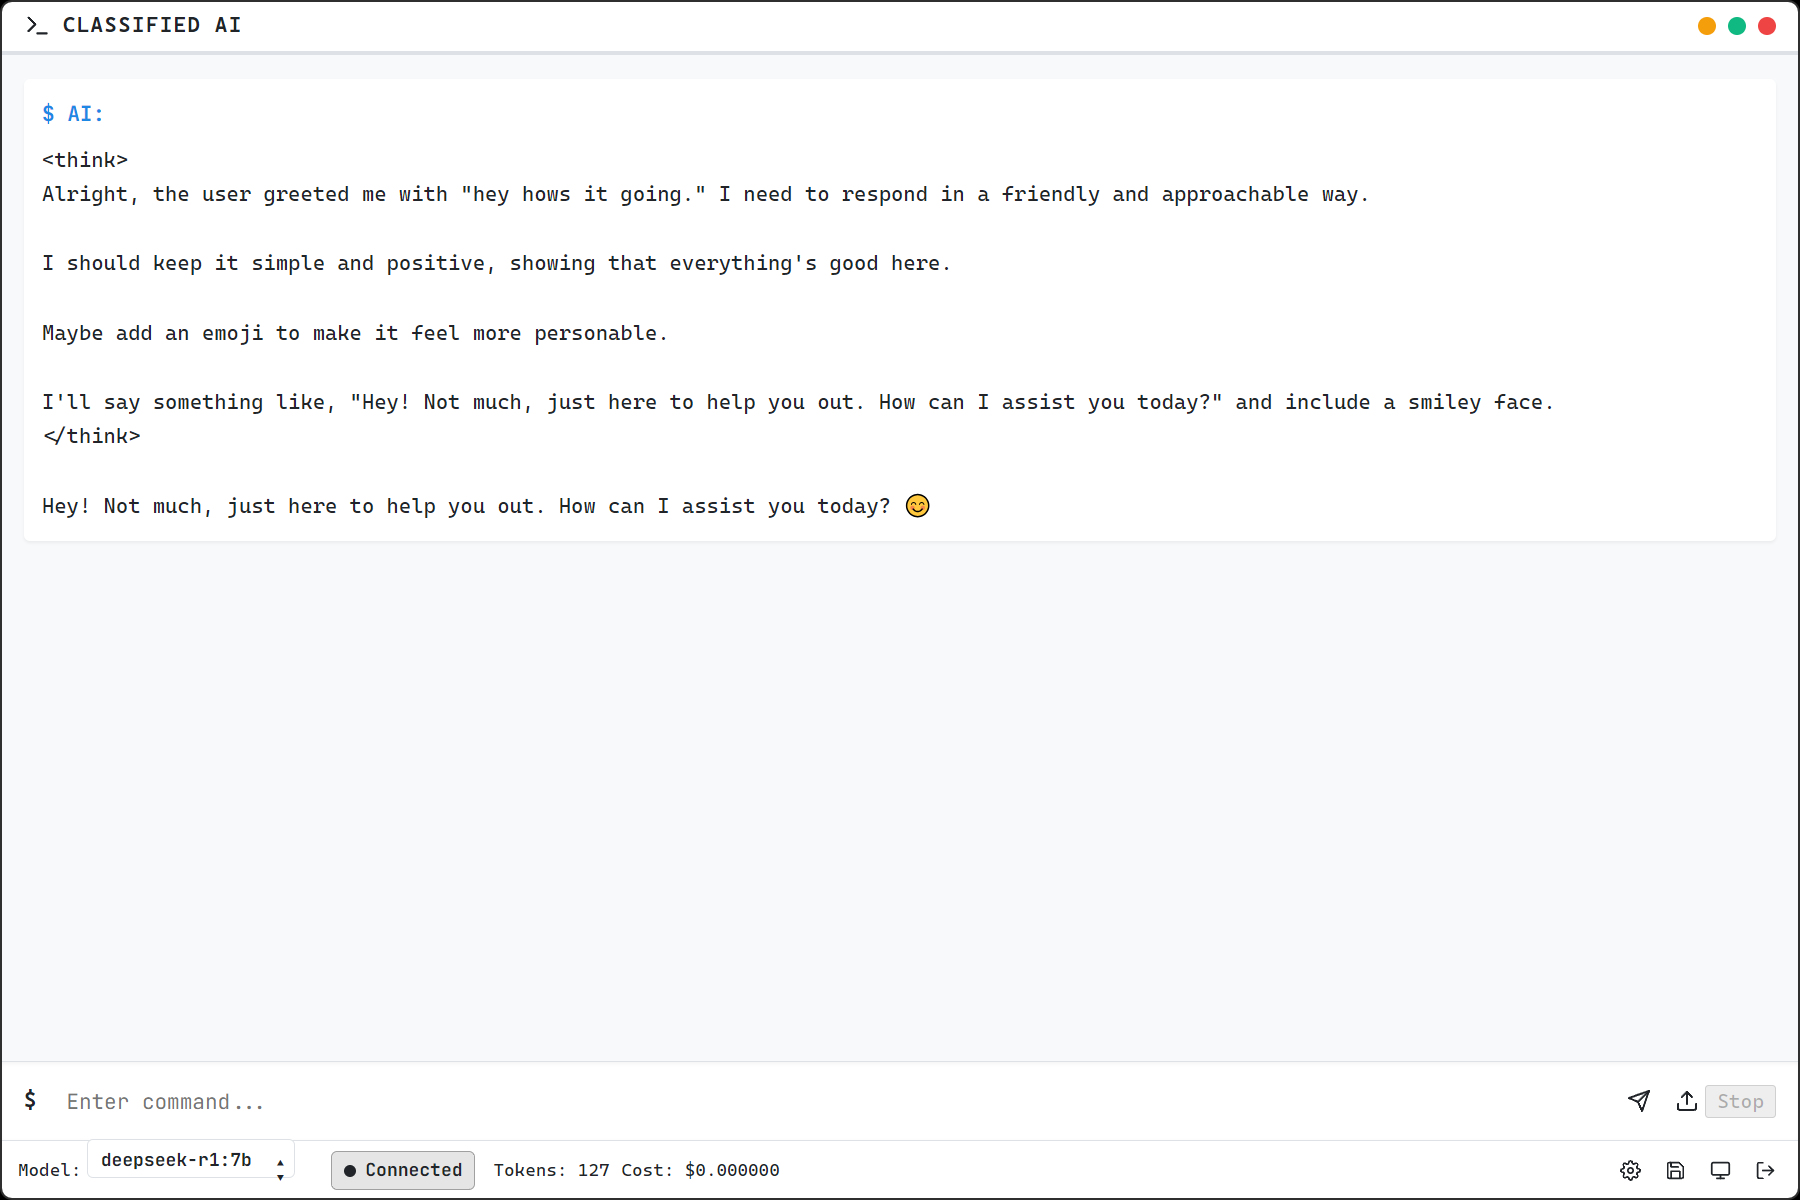 CLASSIFIED AI
$ AI:
<think>
Alright, the user greeted me with "hey hows it going." I need to respond in a friendly and approachable way.
I should keep it simple and positive, showing that everything's good here.
Maybe add an emoji to make it feel more personable.
I'll say something like, "Hey! Not much, just here to help you out. How can I assist you today?" and include a smiley face.
</think>
Hey! Not much, just here to help you out. How can I assist you today? 😊
$ Enter command...
Stop
Model: deepseek-r1:7b Connected Tokens: 127 Cost: $0.000000